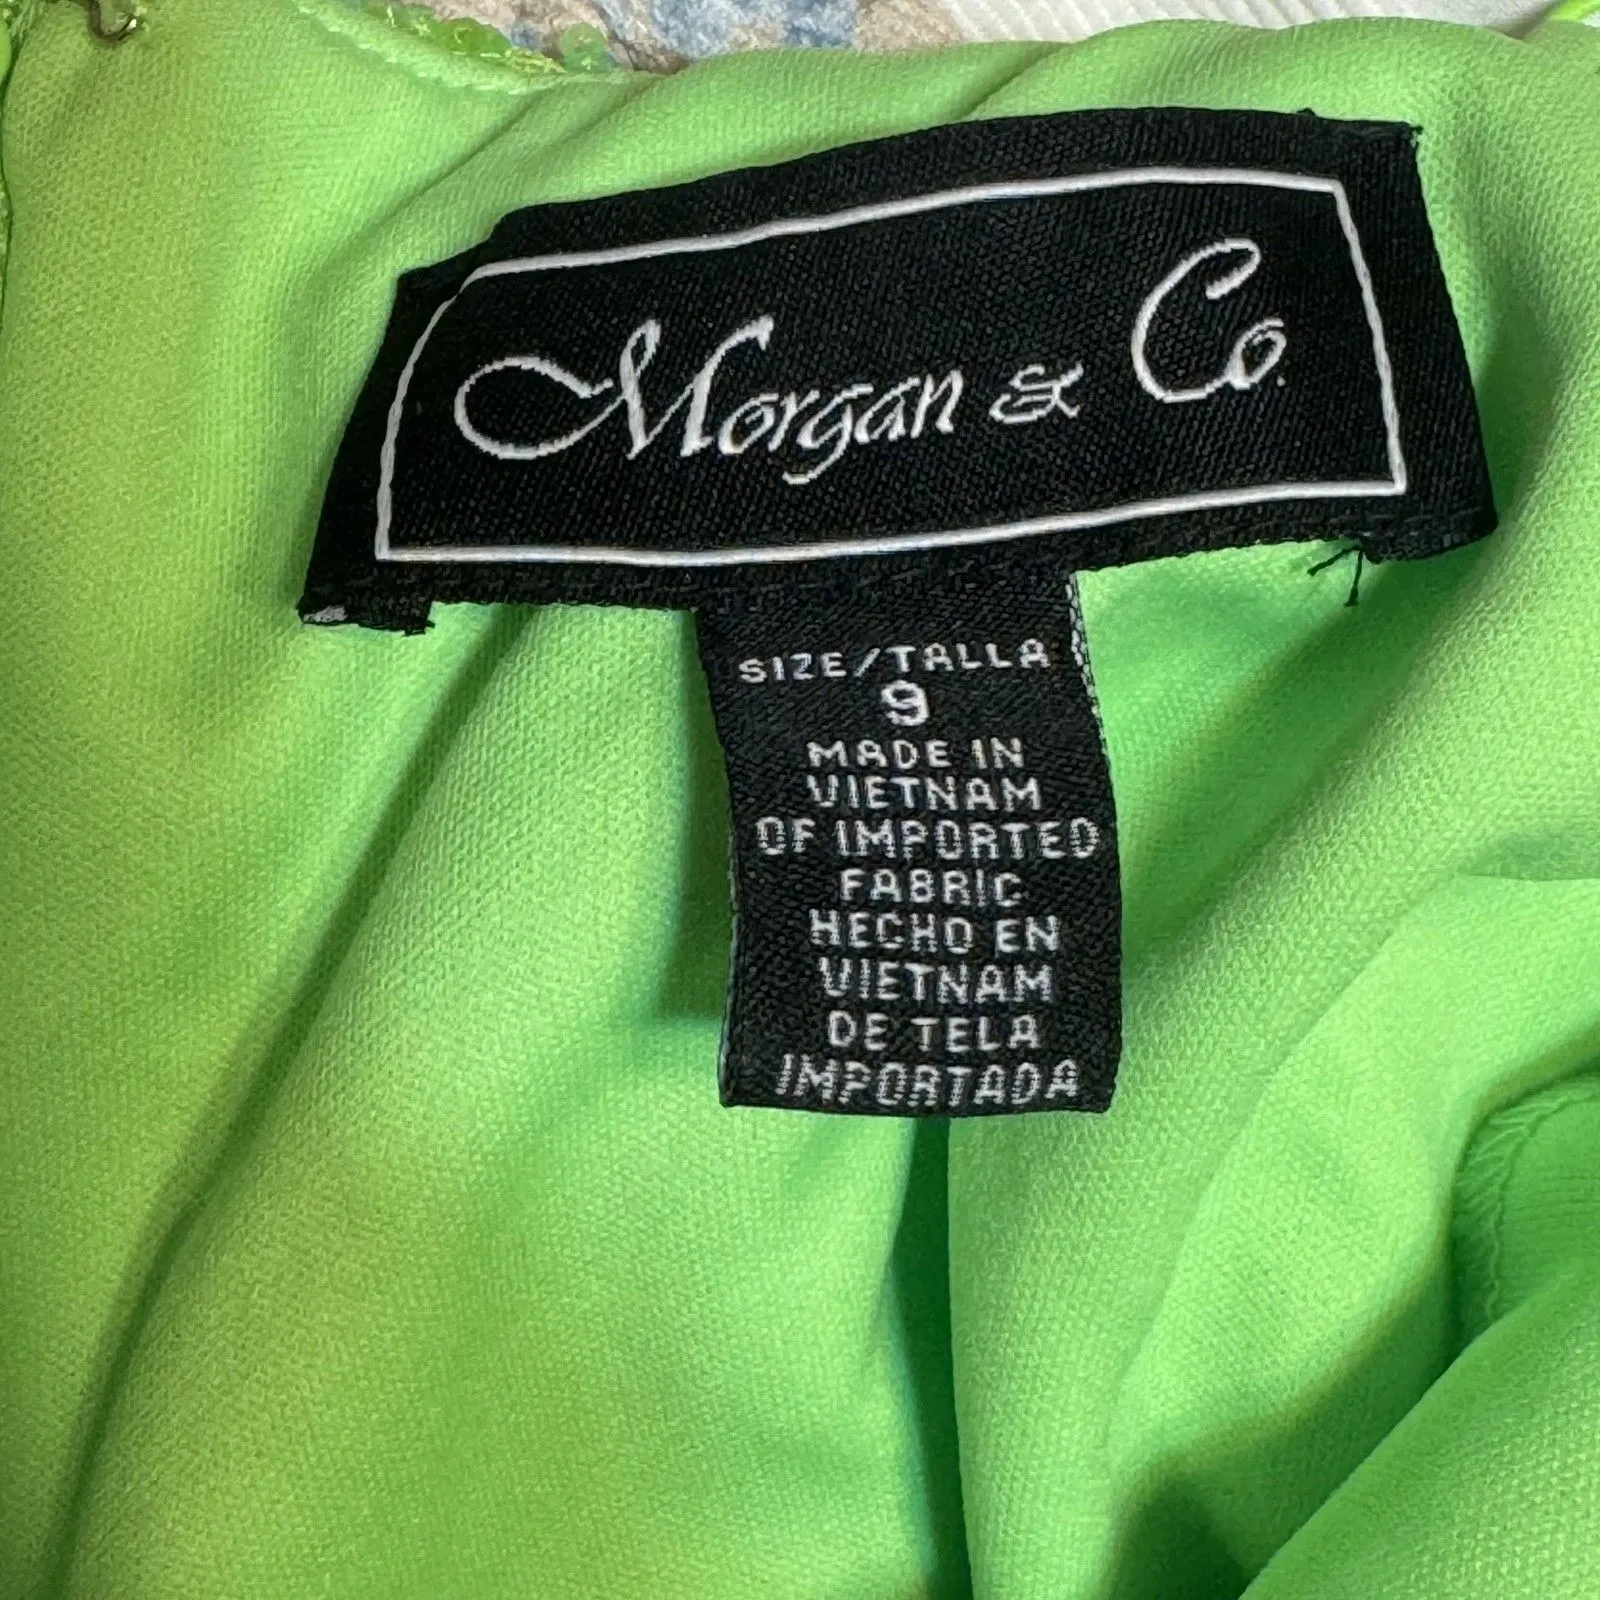 Morgan & Co.
SIZE/TALLA
9
MADE IN
VIETNAM
OF IMPORTED
FABRIC
HECHO EN
VIETNAM
DE TELA
IMPORTADA